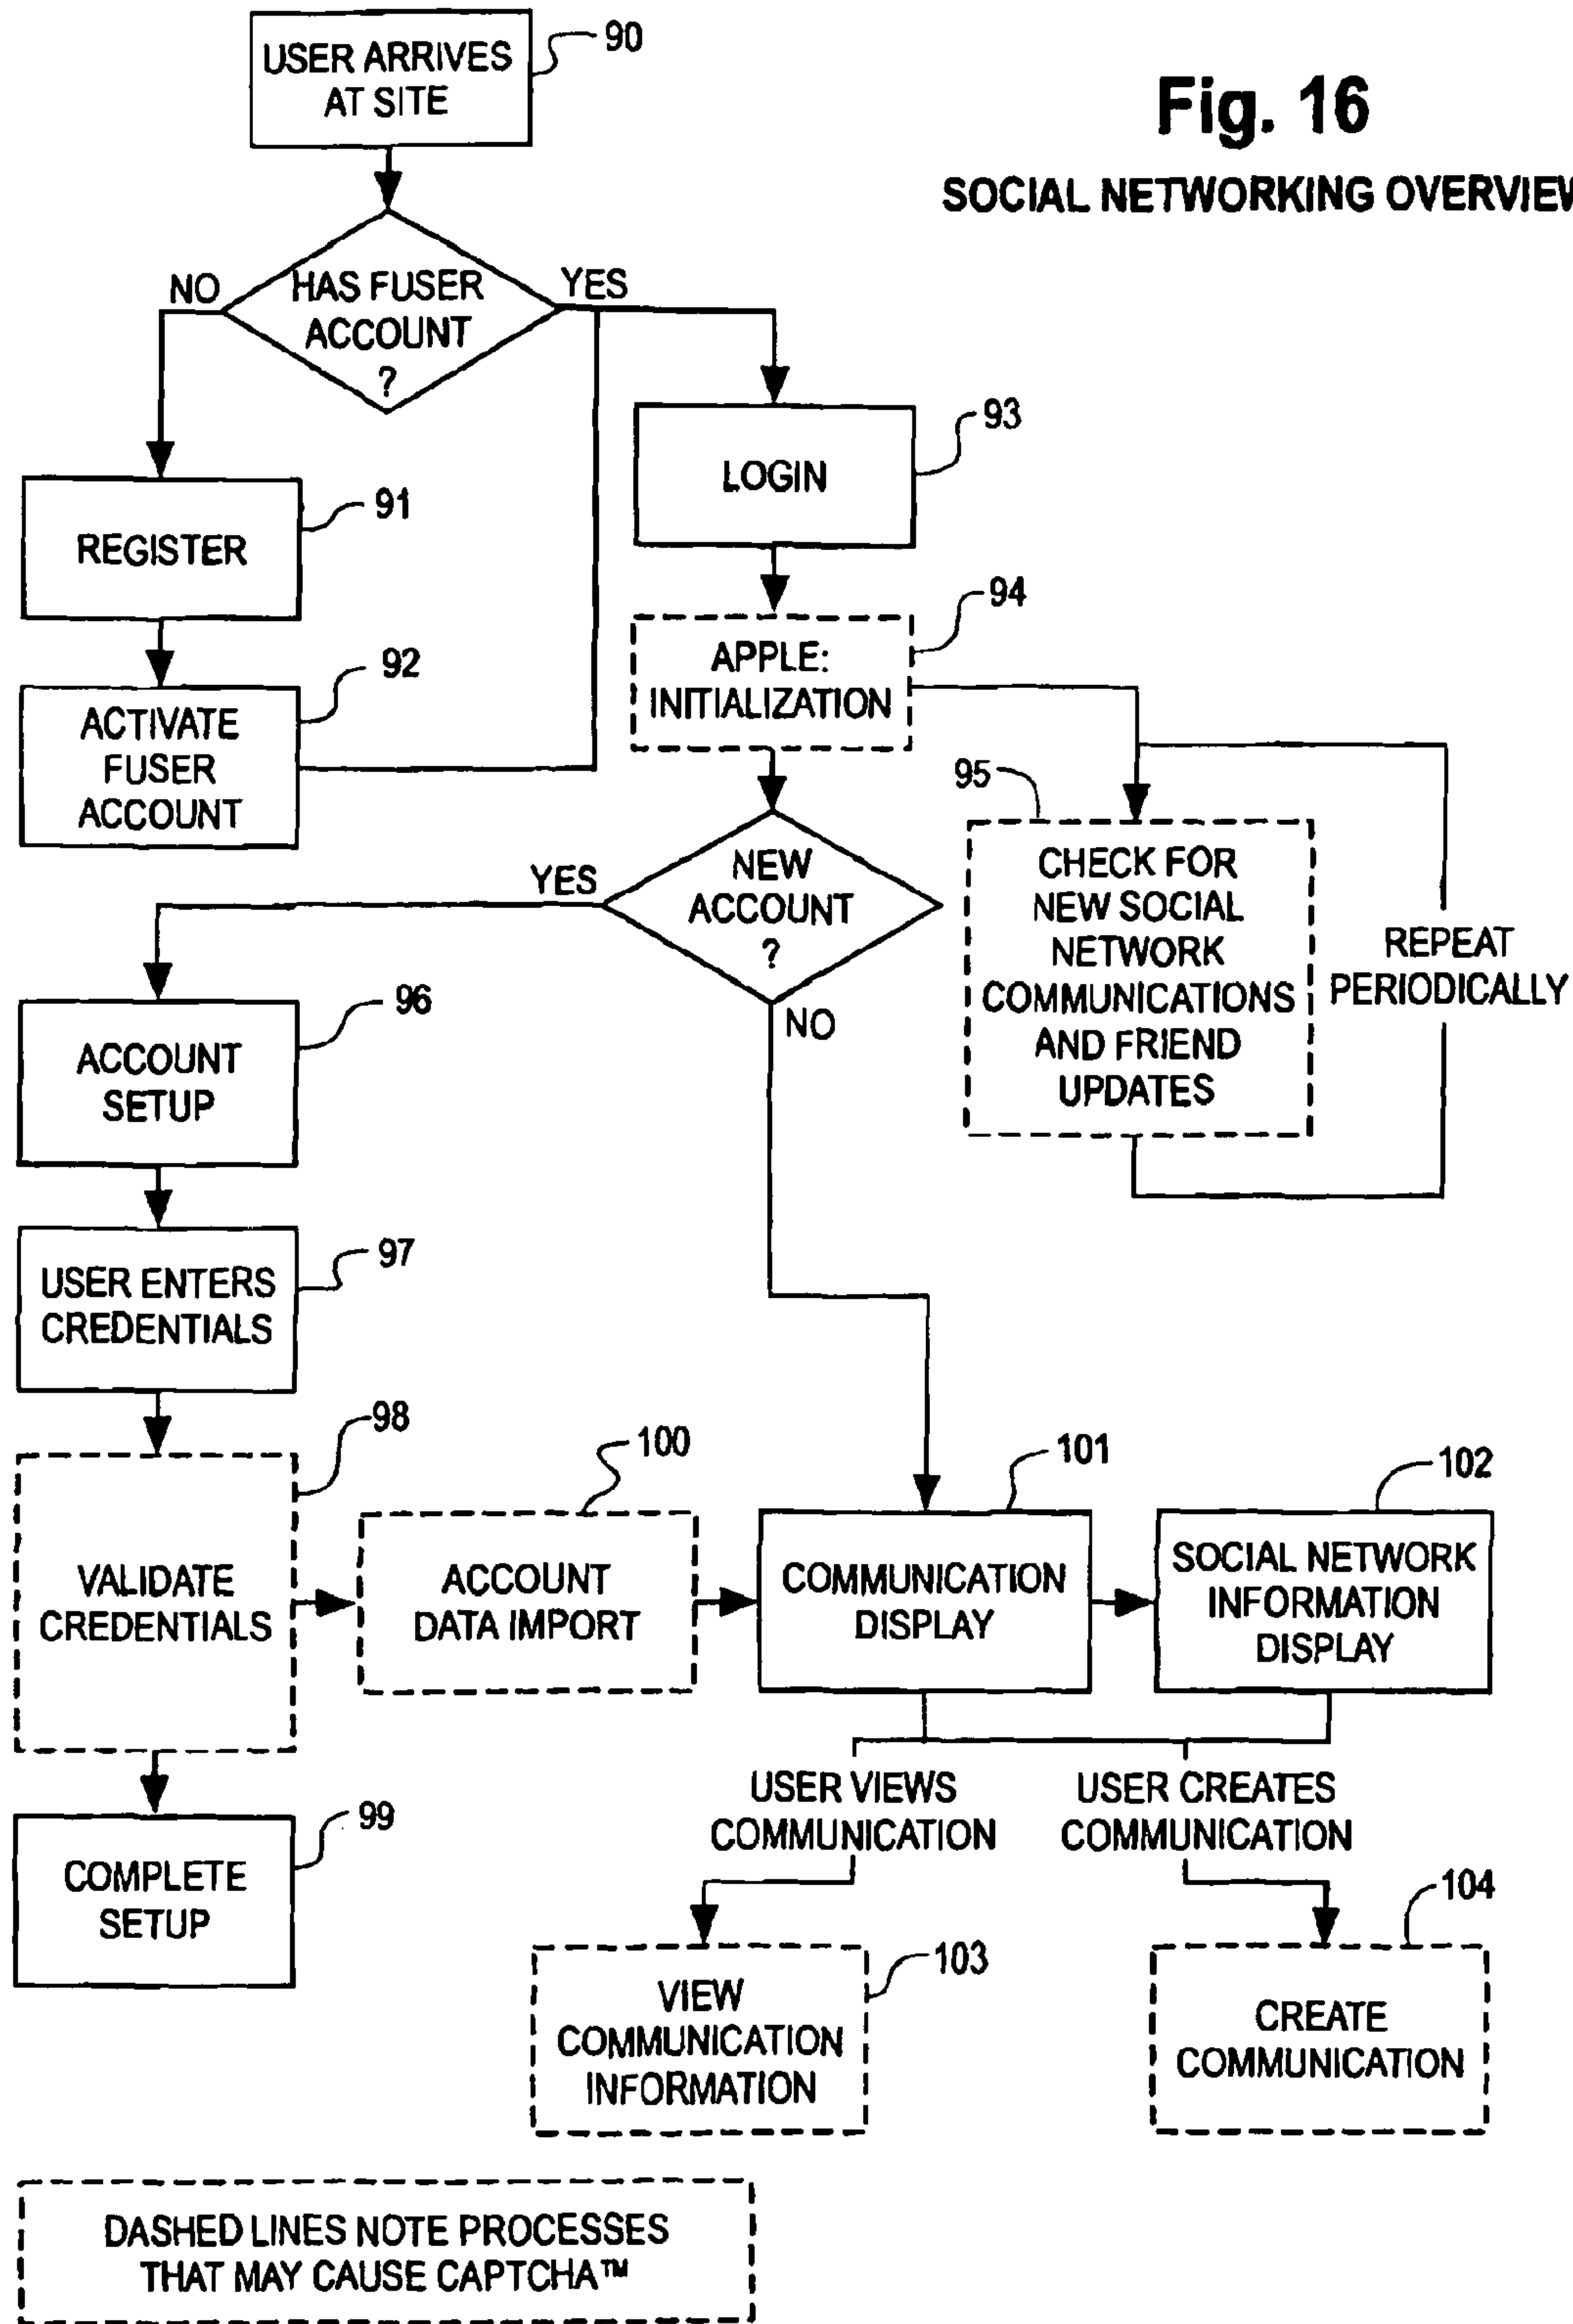 Fig. 16
SOCIAL NETWORKING OVERVIEW
USER ARRIVES
AT SITE
90
HAS FUSER
ACCOUNT
?
NO
YES
REGISTER
91
ACTIVATE
FUSER
ACCOUNT
92
LOGIN
93
APPLE:
INITIALIZATION
94
95
CHECK FOR
NEW SOCIAL
NETWORK
COMMUNICATIONS
AND FRIEND
UPDATES
REPEAT
PERIODICALLY
NEW
ACCOUNT
?
YES
NO
ACCOUNT
SETUP
96
USER ENTERS
CREDENTIALS
97
VALIDATE
CREDENTIALS
98
COMPLETE
SETUP
99
ACCOUNT
DATA IMPORT
100
COMMUNICATION
DISPLAY
101
SOCIAL NETWORK
INFORMATION
DISPLAY
102
USER VIEWS
COMMUNICATION
USER CREATES
COMMUNICATION
VIEW
COMMUNICATION
INFORMATION
103
CREATE
COMMUNICATION
104
DASHED LINES NOTE PROCESSES
THAT MAY CAUSE CAPTCHA™